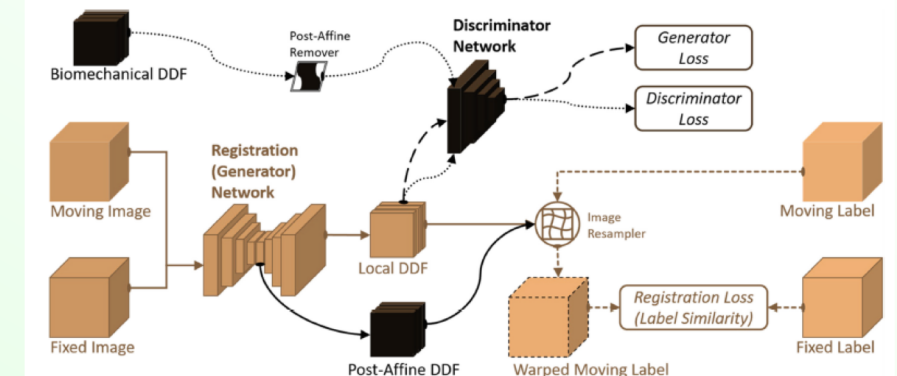 Biomechanical DDF
Post-Affine
Remover
Discriminator
Network
Generator
Loss
Discriminator
Loss
Moving Image
Registration
(Generator)
Network
Fixed Image
Local DDF
Post-Affine DDF
Image
Resampler
Moving Label
Warped Moving Label
Registration Loss
(Label Similarity)
Fixed Label